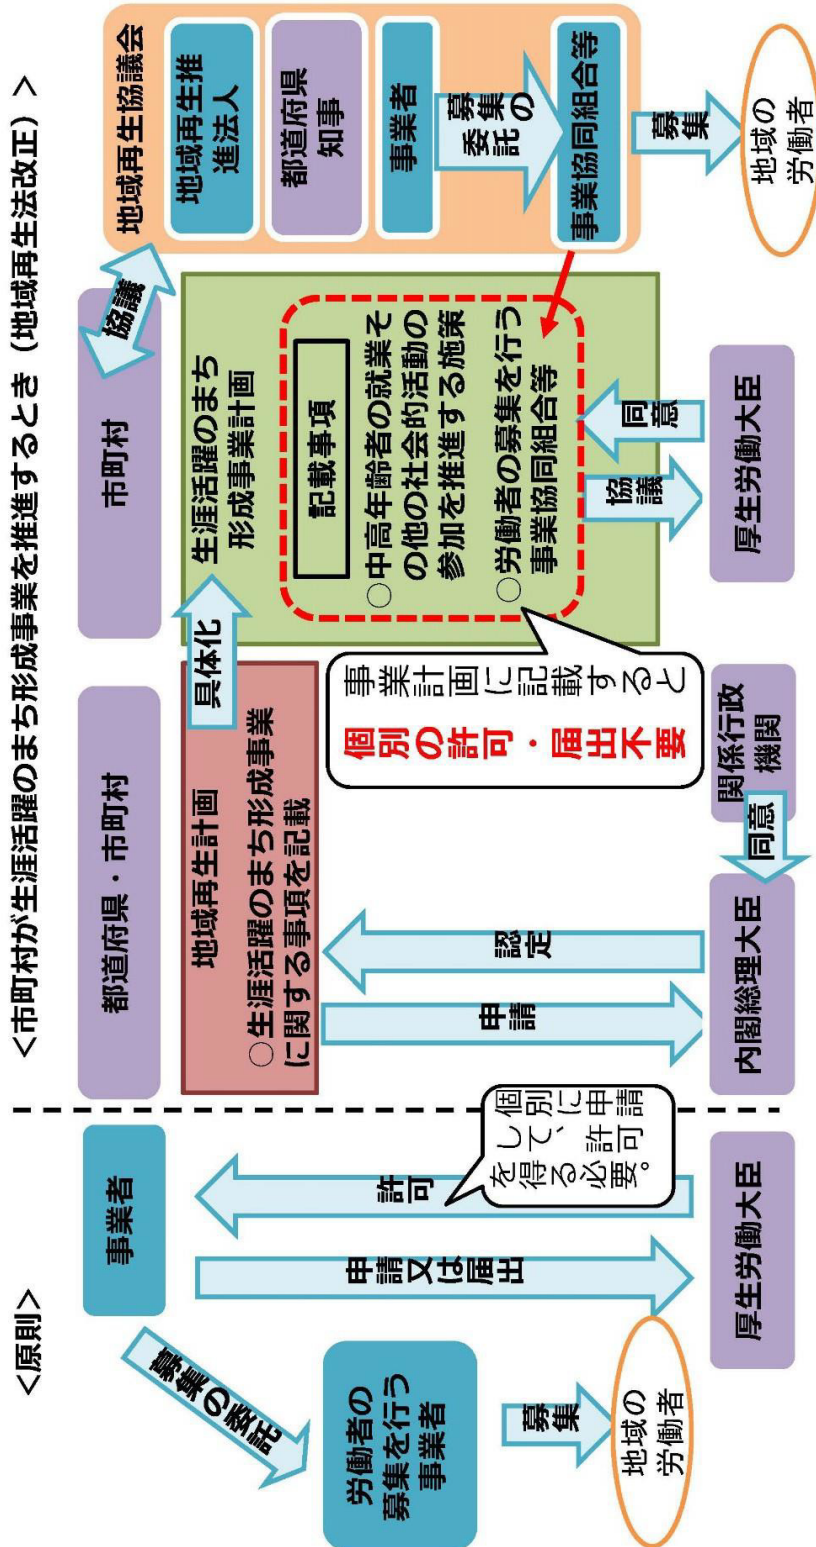 ＜原則＞
事業者
募集の委託
申請又は届出
許可
個別に申請
して、許可
を得る必要。
労働者の
募集を行う
事業者
募集
地域の
労働者
厚生労働大臣
＜市町村が生涯活躍のまち形成事業を推進するとき（地域再生法改正）＞
都道府県・市町村
地域再生計画
○生涯活躍のまち形成事業
に関する事項を記載
申請
認定
内閣総理大臣
同意
関係行政
機関
具体化
市町村
協議
生涯活躍のまち
形成事業計画
記載事項
○中高年齢者の就業そ
の他の社会的活動の
参加を推進する施策
○労働者の募集を行う
事業協同組合等
事業計画に記載すると
個別の許可・届出不要
協議
同意
厚生労働大臣
地域再生協議会
地域再生推
進法人
都道府県
知事
事業者
募集
委託の
事業協同組合等
募集
地域の
労働者